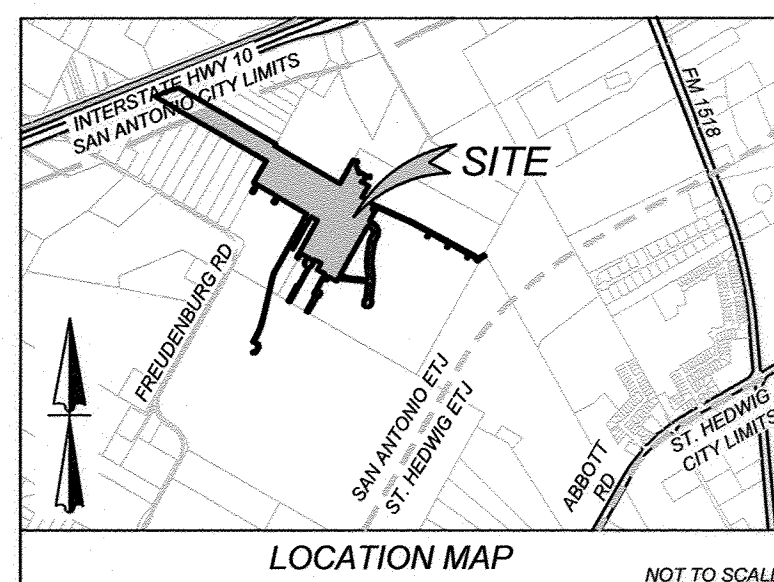 INTERSTATE HWY 10
SAN ANTONIO CITY LIMITS
FM 1518
SITE
FREUDENBURG RD
SAN ANTONIO ETJ
ST. HEDWIG ETJ
ABBOTT
RD
ST. HEDWIG
CITY LIMITS
LOCATION MAP
NOT TO SCALE